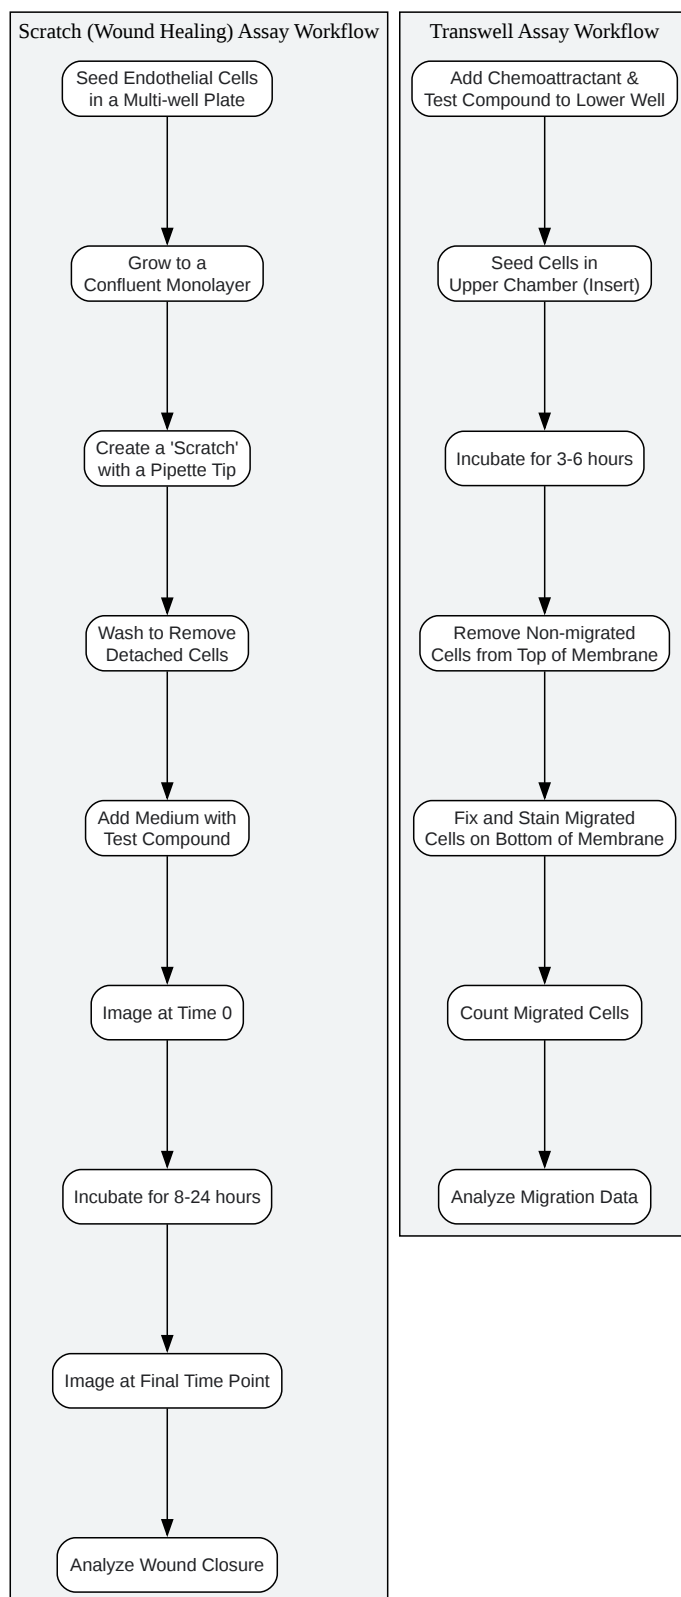 Scratch (Wound Healing) Assay Workflow
Seed Endothelial Cells
in a Multi-well Plate
Grow to a
Confluent Monolayer
Create a 'Scratch'
with a Pipette Tip
Wash to Remove
Detached Cells
Add Medium with
Test Compound
Image at Time 0
Incubate for 8-24 hours
Image at Final Time Point
Analyze Wound Closure
Transwell Assay Workflow
Add Chemoattractant &
Test Compound to Lower Well
Seed Cells in
Upper Chamber (Insert)
Incubate for 3-6 hours
Remove Non-migrated
Cells from Top of Membrane
Fix and Stain Migrated
Cells on Bottom of Membrane
Count Migrated Cells
Analyze Migration Data